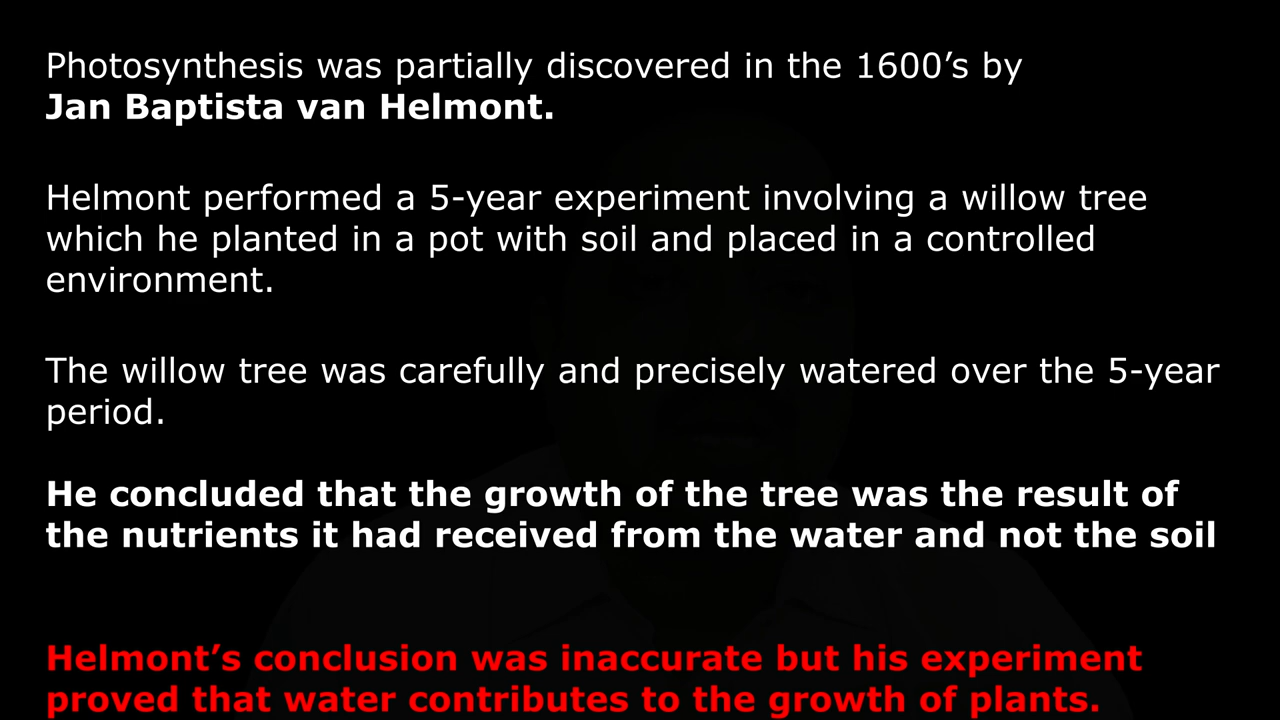 Photosynthesis was partially discovered in the 1600’s by
Jan Baptista van Helmont.
Helmont performed a 5-year experiment involving a willow tree
which he planted in a pot with soil and placed in a controlled
environment.
The willow tree was carefully and precisely watered over the 5-year
period.
He concluded that the growth of the tree was the result of
the nutrients it had received from the water and not the soil
Helmont’s conclusion was inaccurate but his experiment
proved that water contributes to the growth of plants.